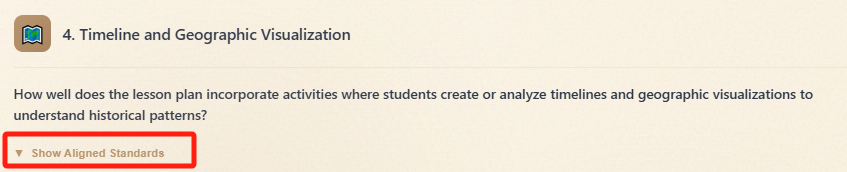 4. Timeline and Geographic Visualization
How well does the lesson plan incorporate activities where students create or analyze timelines and geographic visualizations to
understand historical patterns?
▼ Show Aligned Standards